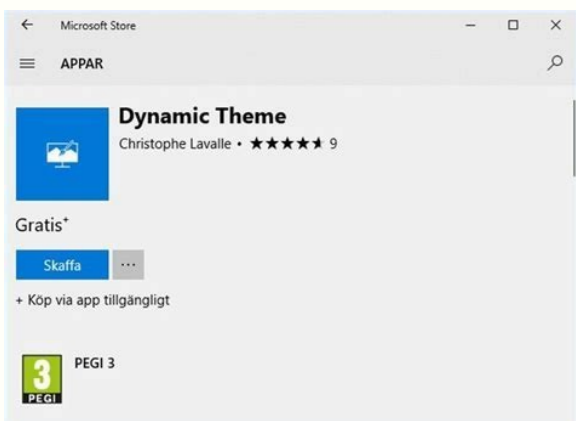 Microsoft Store
APPAR
Dynamic Theme
Christophe Lavalle • ★★★★★ 9
Gratis+
Skaffa
...
+ Köp via app tillgängligt
3
PEGI
PEGI 3